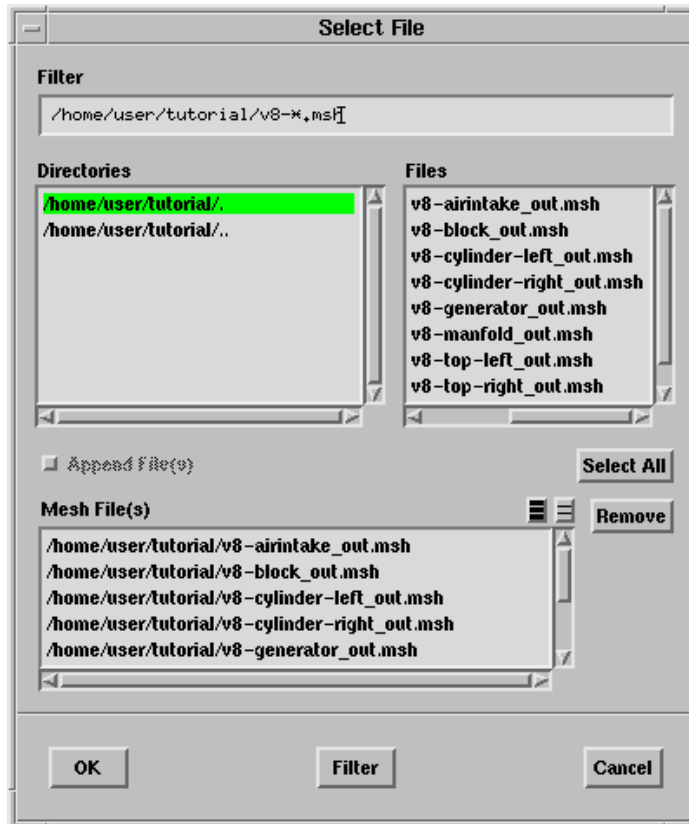 Select File
Filter
/home/user/tutorial/v8-*.msh
Directories
/home/user/tutorial/.
/home/user/tutorial/..
Files
v8-airintake_out.msh
v8-block_out.msh
v8-cylinder-left_out.msh
v8-cylinder-right_out.msh
v8-generator_out.msh
v8-manfold_out.msh
v8-top-left_out.msh
v8-top-right_out.msh
Append File(s)
Select All
Mesh File(s)
Remove
/home/user/tutorial/v8-airintake_out.msh
/home/user/tutorial/v8-block_out.msh
/home/user/tutorial/v8-cylinder-left_out.msh
/home/user/tutorial/v8-cylinder-right_out.msh
/home/user/tutorial/v8-generator_out.msh
OK
Filter
Cancel